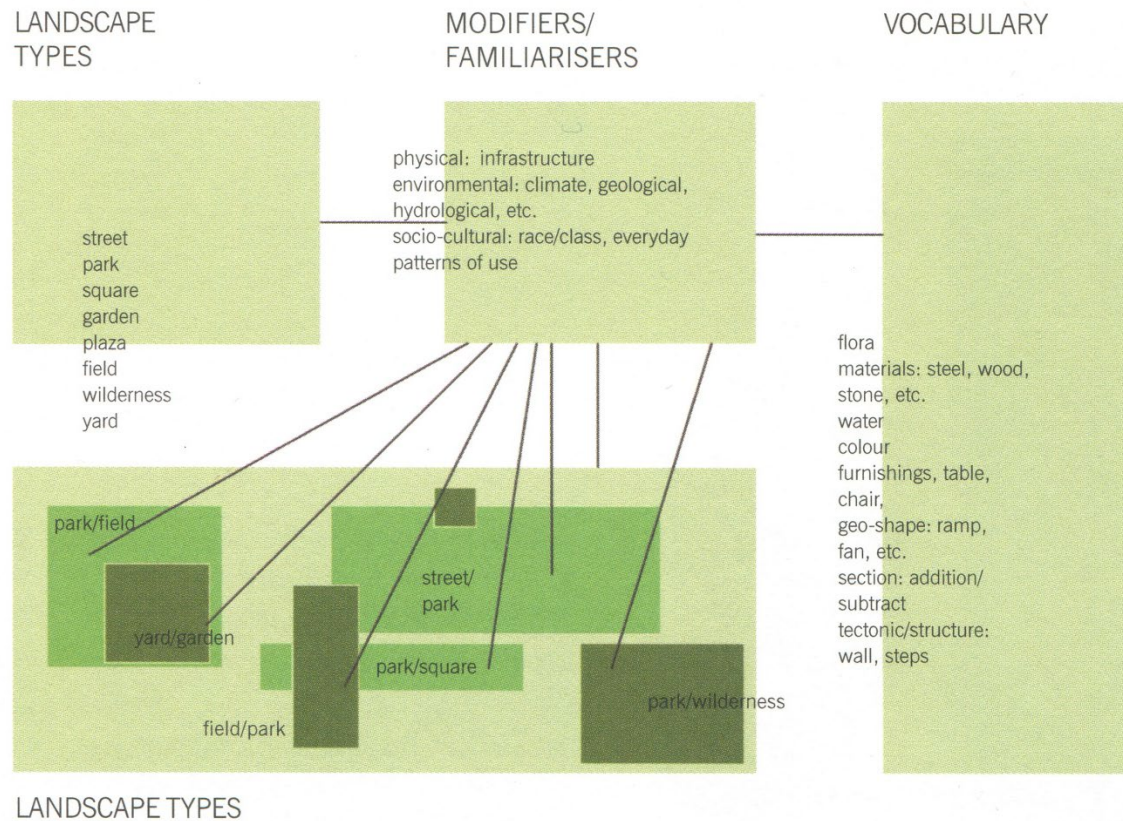 LANDSCAPE
TYPES
MODIFIERS/
FAMILIARISERS
VOCABULARY
street
park
square
garden
plaza
field
wilderness
yard
physical: infrastructure
environmental: climate, geological,
hydrological, etc.
socio-cultural: race/class, everyday
patterns of use
flora
materials: steel, wood,
stone, etc.
water
colour
furnishings, table,
chair,
geo-shape: ramp,
fan, etc.
section: addition/
subtract
tectonic/structure:
wall, steps
park/field
yard/garden
street/
park
park/square
field/park
park/wilderness
LANDSCAPE TYPES